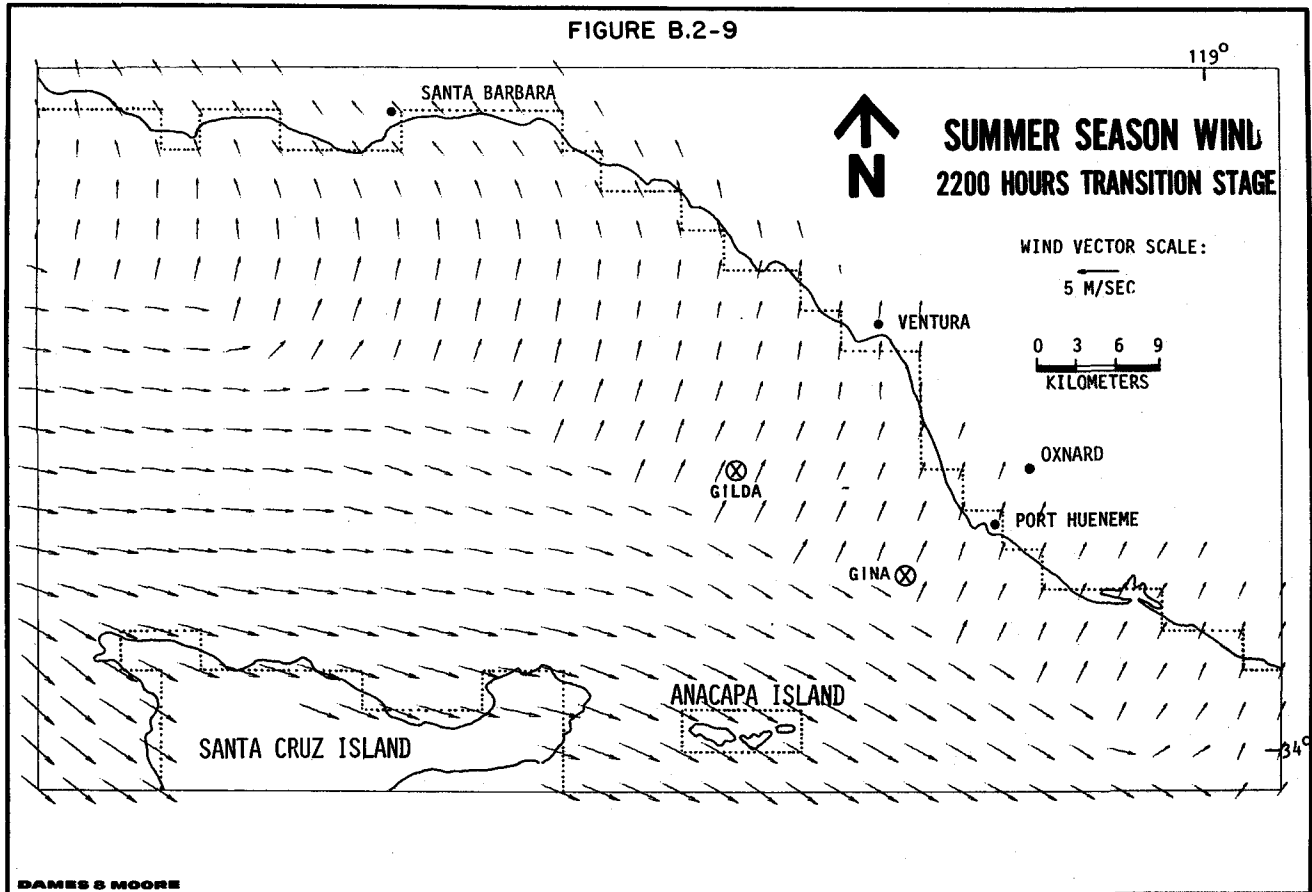 FIGURE B.2-9
119°
SANTA BARBARA
N
SUMMER SEASON WIND
2200 HOURS TRANSITION STAGE
WIND VECTOR SCALE:
5 M/SEC
VENTURA
0 3 6 9
KILOMETERS
OXNARD
GILDA
PORT HUENEME
GINA
ANACAPA ISLAND
SANTA CRUZ ISLAND
34°
DAMES & MOORE